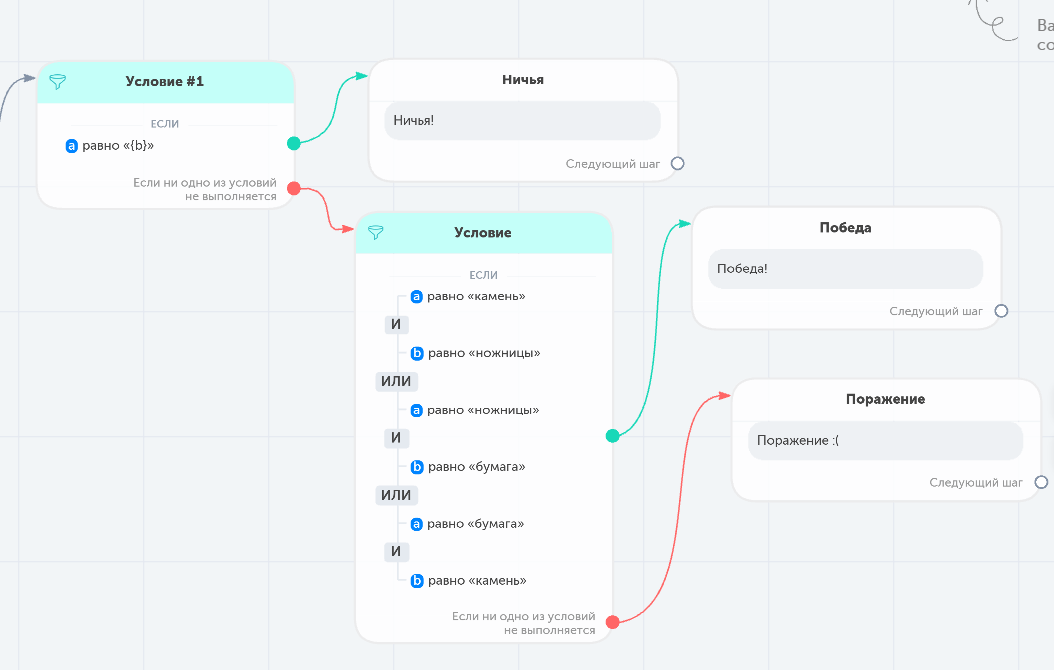 Ва
со
Условие #1
ЕСЛИ
a равно «{b}»
Если ни одно из условий
не выполняется
Ничья
Ничья!
Следующий шаг
Условие
ЕСЛИ
a равно «камень»
И
b равно «ножницы»
ИЛИ
a равно «ножницы»
И
b равно «бумага»
ИЛИ
a равно «бумага»
И
b равно «камень»
Если ни одно из условий
не выполняется
Победа
Победа!
Следующий шаг
Поражение
Поражение :(
Следующий шаг